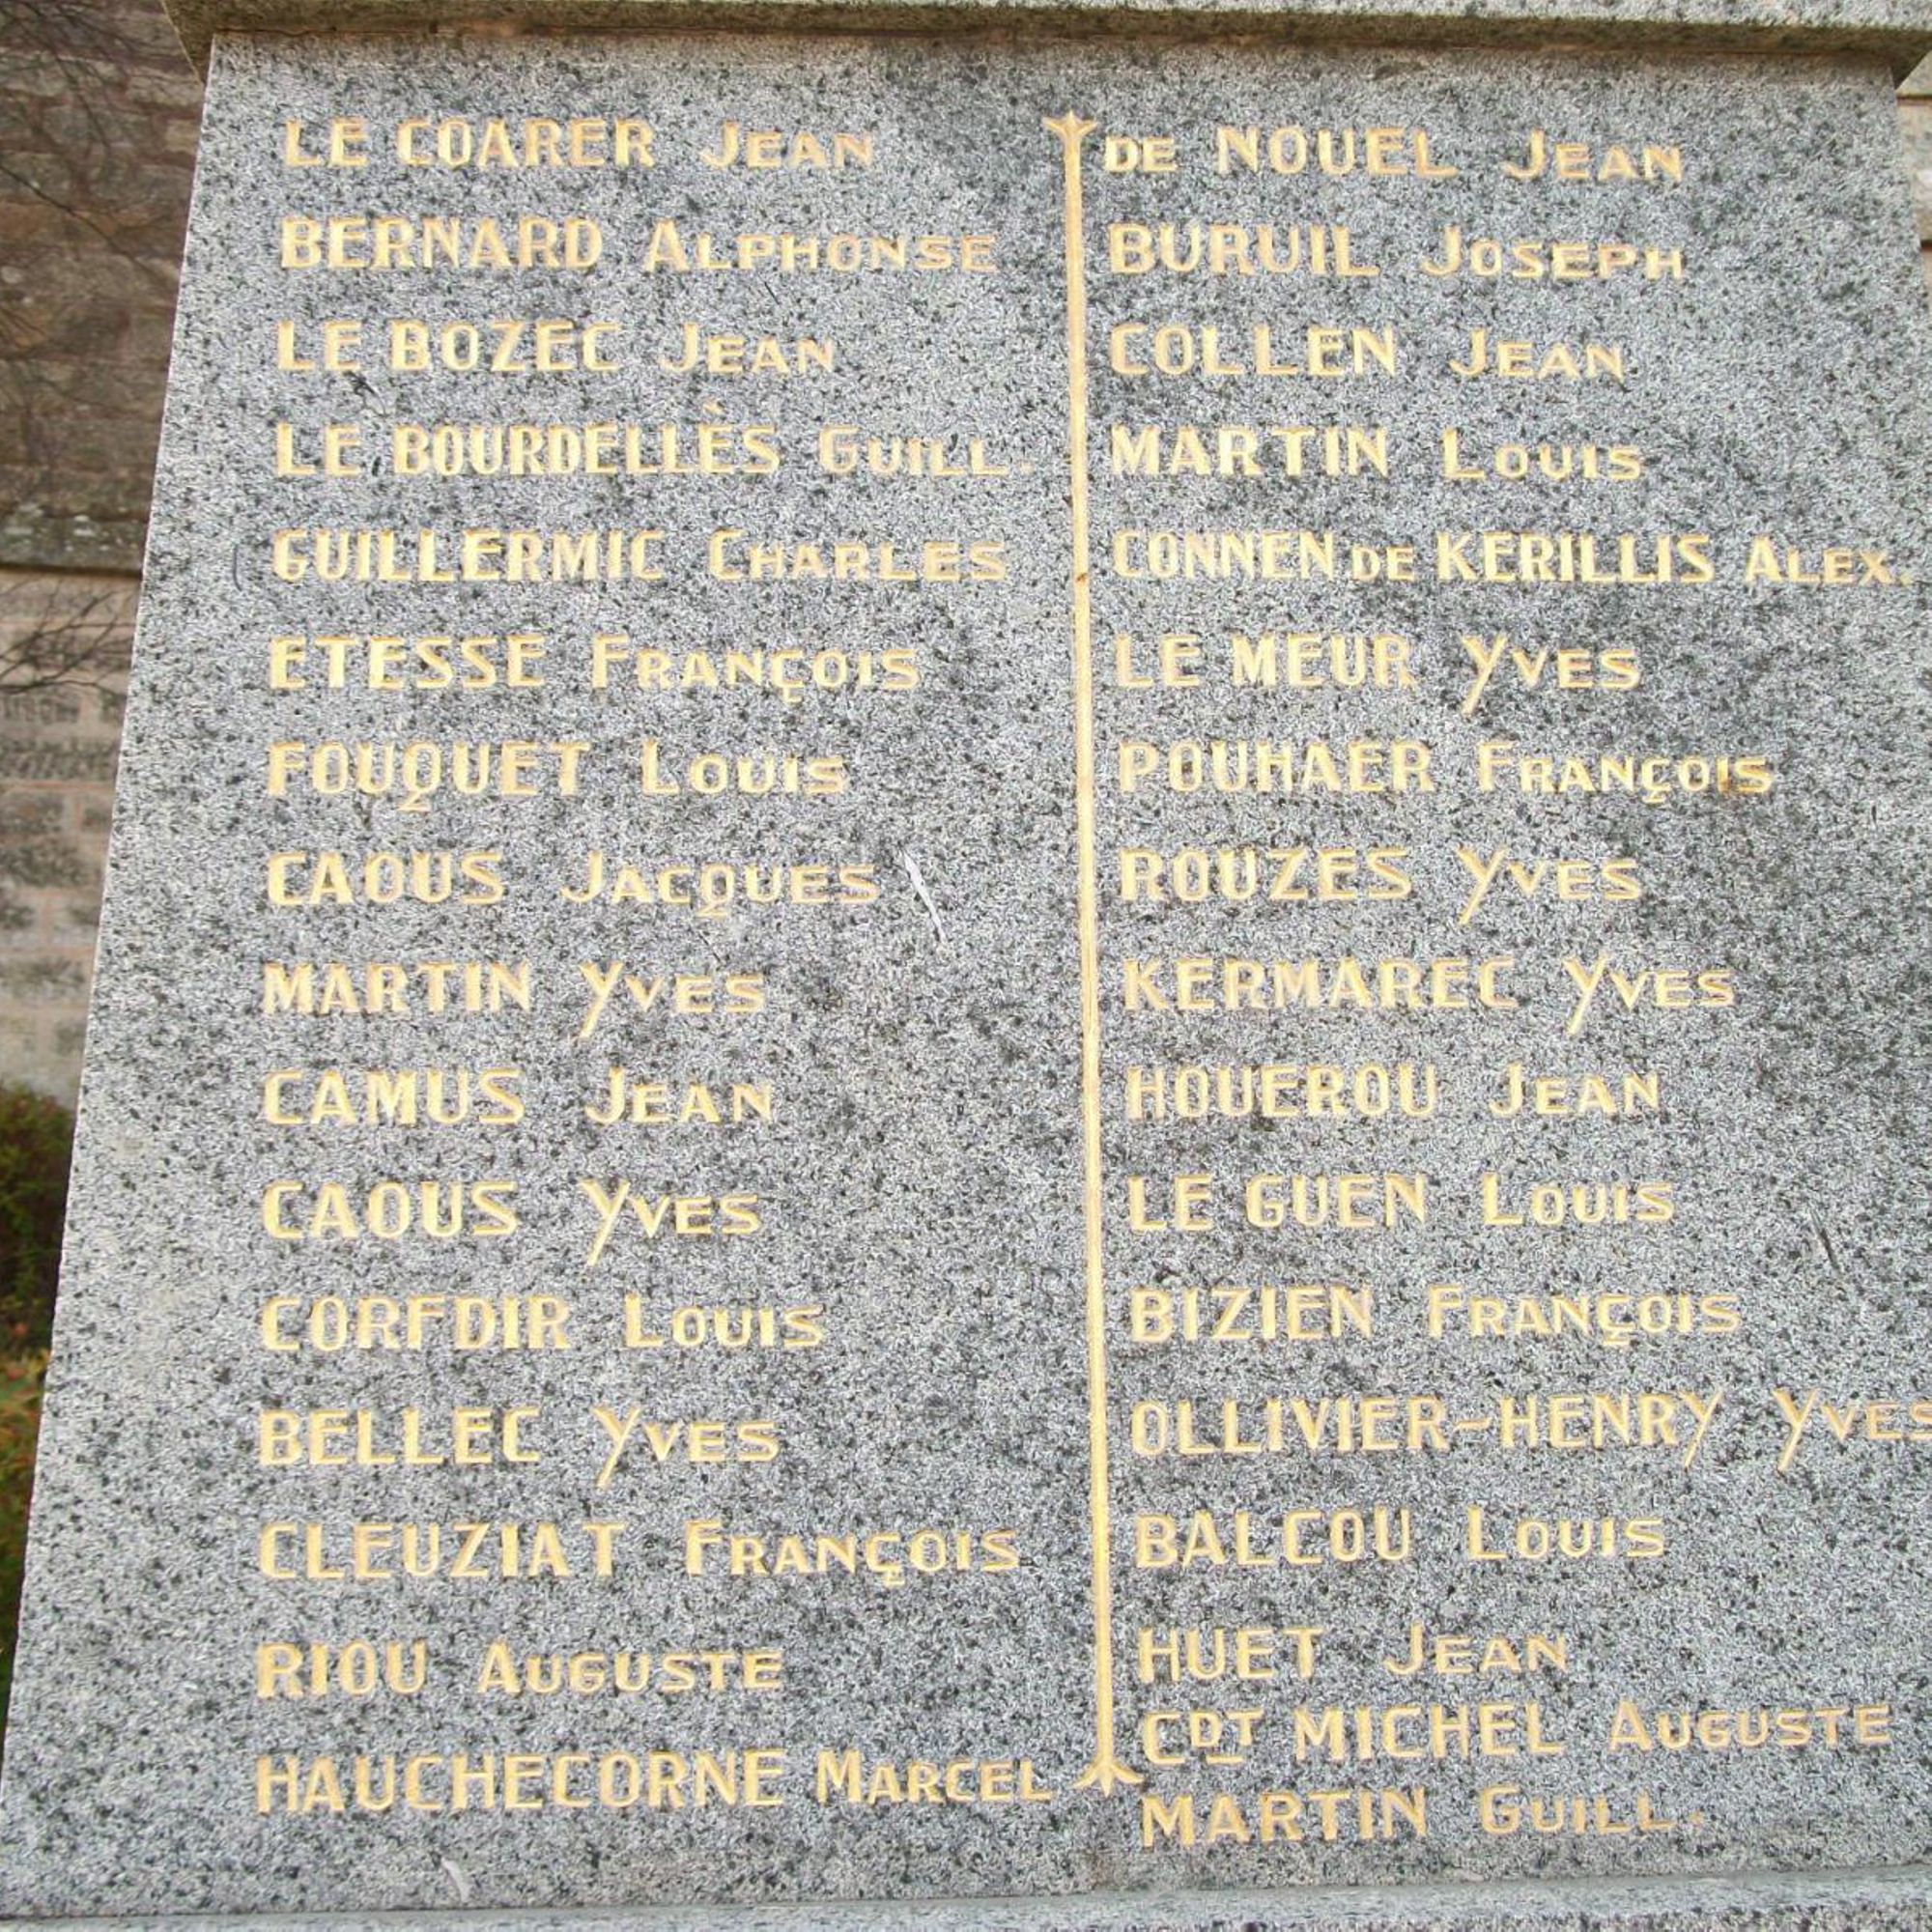 LE COARER JEAN
BERNARD ALPHONSE
LE BOZEC JEAN
LE BOURDELLÈS GUILL.
GUILLERMIC CHARLES
ETESSE FRANÇOIS
FOUQUET LOUIS
CAOUS JACQUES
MARTIN YVES
CAMUS JEAN
CAOUS YVES
CORFDIR LOUIS
BELLEC YVES
CLEUZIAT FRANÇOIS
RIOU AUGUSTE
HAUCHECORNE MARCEL
DE NOUEL JEAN
BURUIL JOSEPH
COLLEN JEAN
MARTIN LOUIS
CONNEN DE KERILLIS ALEX.
LE MEUR YVES
POUHAER FRANÇOIS
ROUZES YVES
KERMAREC YVES
HOUEROU JEAN
LE GUEN LOUIS
BIZIEN FRANÇOIS
OLLIVIER-HENRY YVES
BALCOU LOUIS
HUET JEAN
CDT MICHEL AUGUSTE
MARTIN GUILL.